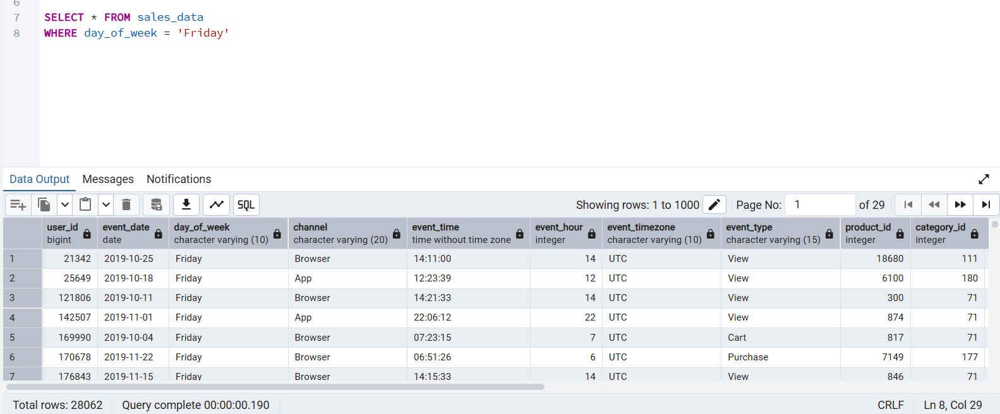 6
7 SELECT * FROM sales_data
8 WHERE day_of_week = 'Friday'
Data Output Messages Notifications
SQL Showing rows: 1 to 1000 Page No: 1 of 29
user_id event_date day_of_week channel event_time event_hour event_timezone event_type product_id category_id
bigint date character varying (10) character varying (20) time without time zone integer character varying (10) character varying (15) integer integer
1 21342 2019-10-25 Friday Browser 14:11:00 14 UTC View 18680 111
2 25649 2019-10-18 Friday App 12:23:39 12 UTC View 6100 180
3 121806 2019-10-11 Friday Browser 14:21:33 14 UTC View 300 71
4 142507 2019-11-01 Friday App 22:06:12 22 UTC View 874 71
5 169990 2019-10-04 Friday Browser 07:23:15 7 UTC Cart 817 71
6 170678 2019-11-22 Friday Browser 06:51:26 6 UTC Purchase 7149 177
7 176843 2019-11-15 Friday Browser 14:15:33 14 UTC View 846 71
Total rows: 28062 Query complete 00:00:00.190 CRLF Ln 8, Col 29